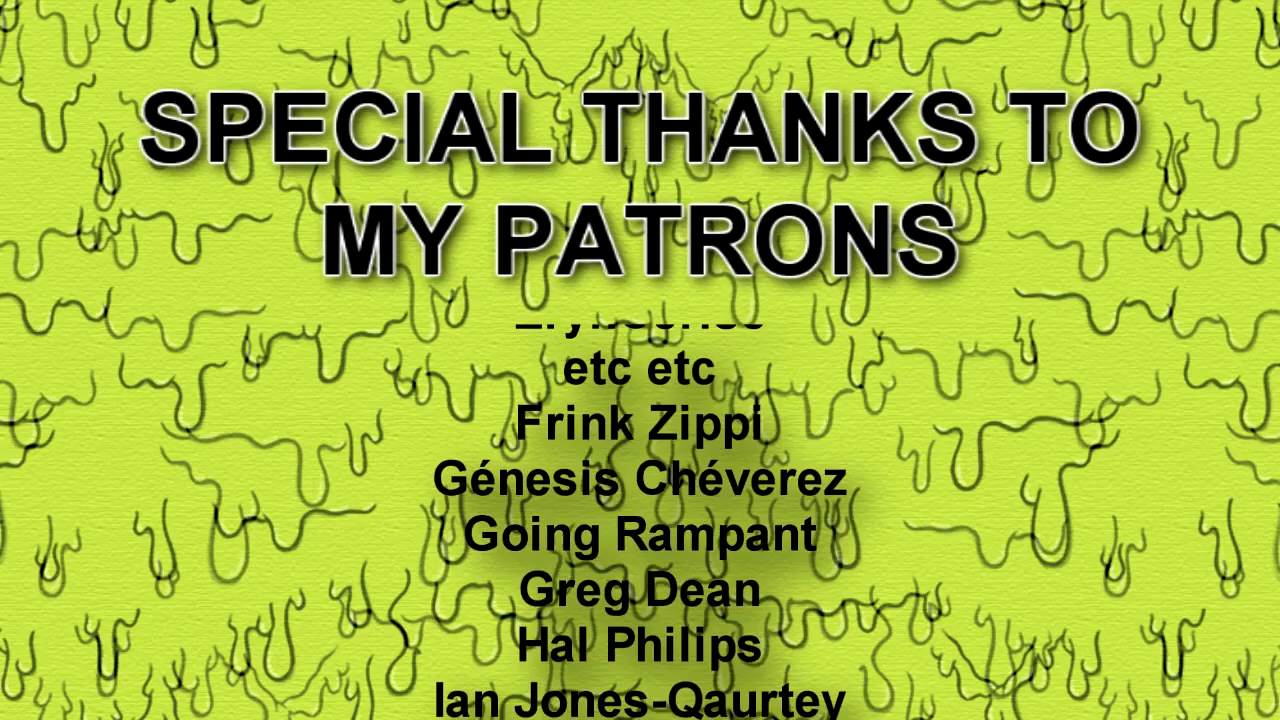 SPECIAL THANKS TO
MY PATRONS
etc etc
Frink Zippi
Génesis Chéverez
Going Rampant
Greg Dean
Hal Philips
Ian Jones-Qaurtey